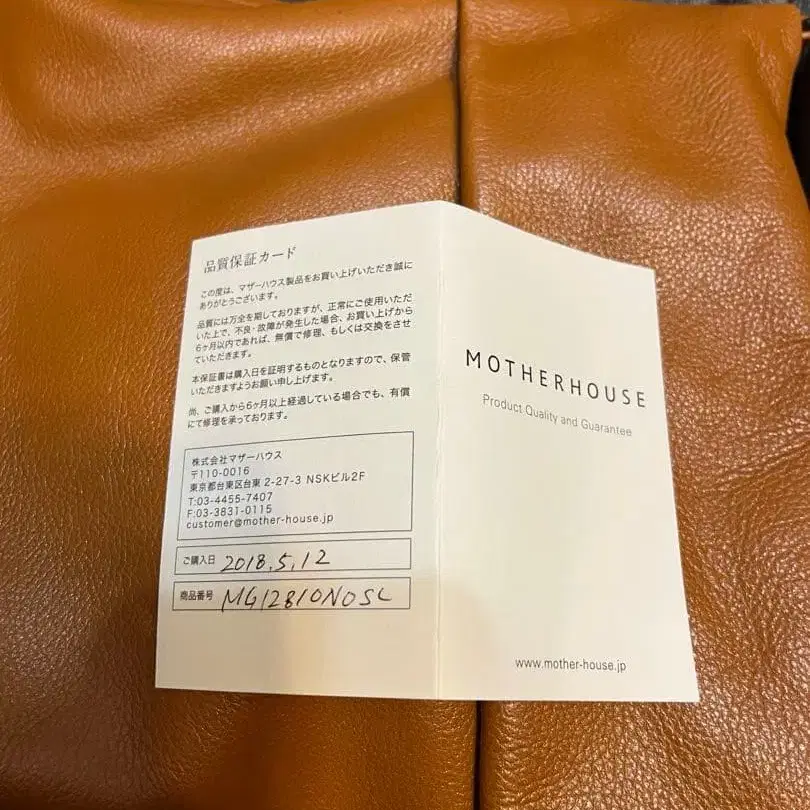 品質保証カード
この度は、マザーハウス製品をお買い上げいただき誠に
ありがとうございます。
品質には万全を期しておりますが、正常にご使用いただ
いた上で、不良・故障が発生した場合、お買い上げから
6ヶ月以内であれば、無償で修理、もしくは交換をさせ
ていただきます。
本保証書は購入日を証明するものとなりますので、保管
いただきますようお願い申し上げます。
尚、ご購入から6ヶ月以上経過している場合でも、有償
にて修理を承っております。
株式会社マザーハウス
〒110-0016
東京都台東区台東 2-27-3 NSKビル2F
T:03-4455-7407
F:03-3831-0115
customer@mother-house.jp
ご購入日 2018.5.12
商品番号 MG12810NOSL
MOTHERHOUSE
Product Quality and Guarantee
www.mother-house.jp